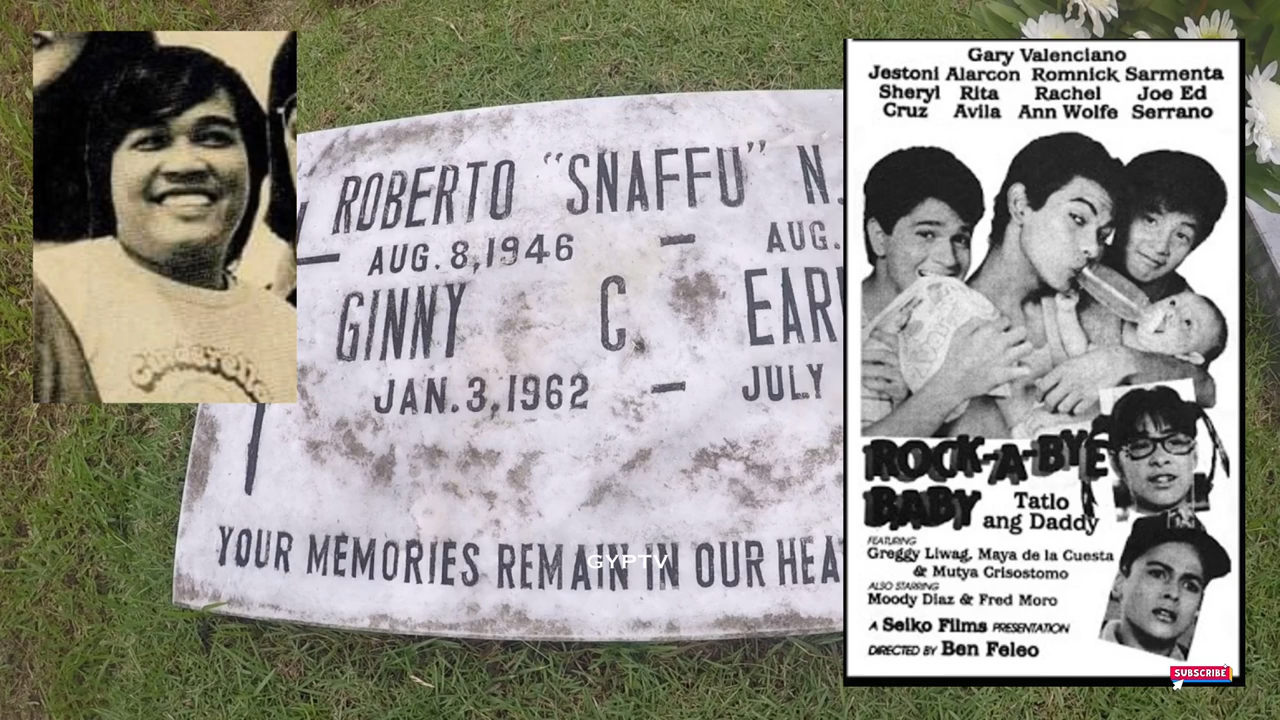 ROBERTO "SNAFFU" N.
AUG. 8, 1946 — AUG.
GINNY C. EAR
JAN. 3, 1962 — JULY
YOUR MEMORIES REMAIN IN OUR HEA
GYPTV
Gary Valenciano
Jestoni Alarcon Romnick Sarmenta
Sheryl Cruz Rita Avila Rachel Ann Wolfe Joe Ed Serrano
ROCK-A-BYE
BABY
Tatlo
ang Daddy
FEATURING
Greggy Liwag, Maya de la Cuesta
& Mutya Crisostomo
ALSO STARRING
Moody Diaz & Fred Moro
A Seiko Films PRESENTATION
DIRECTED BY Ben Feleo
SUBSCRIBE